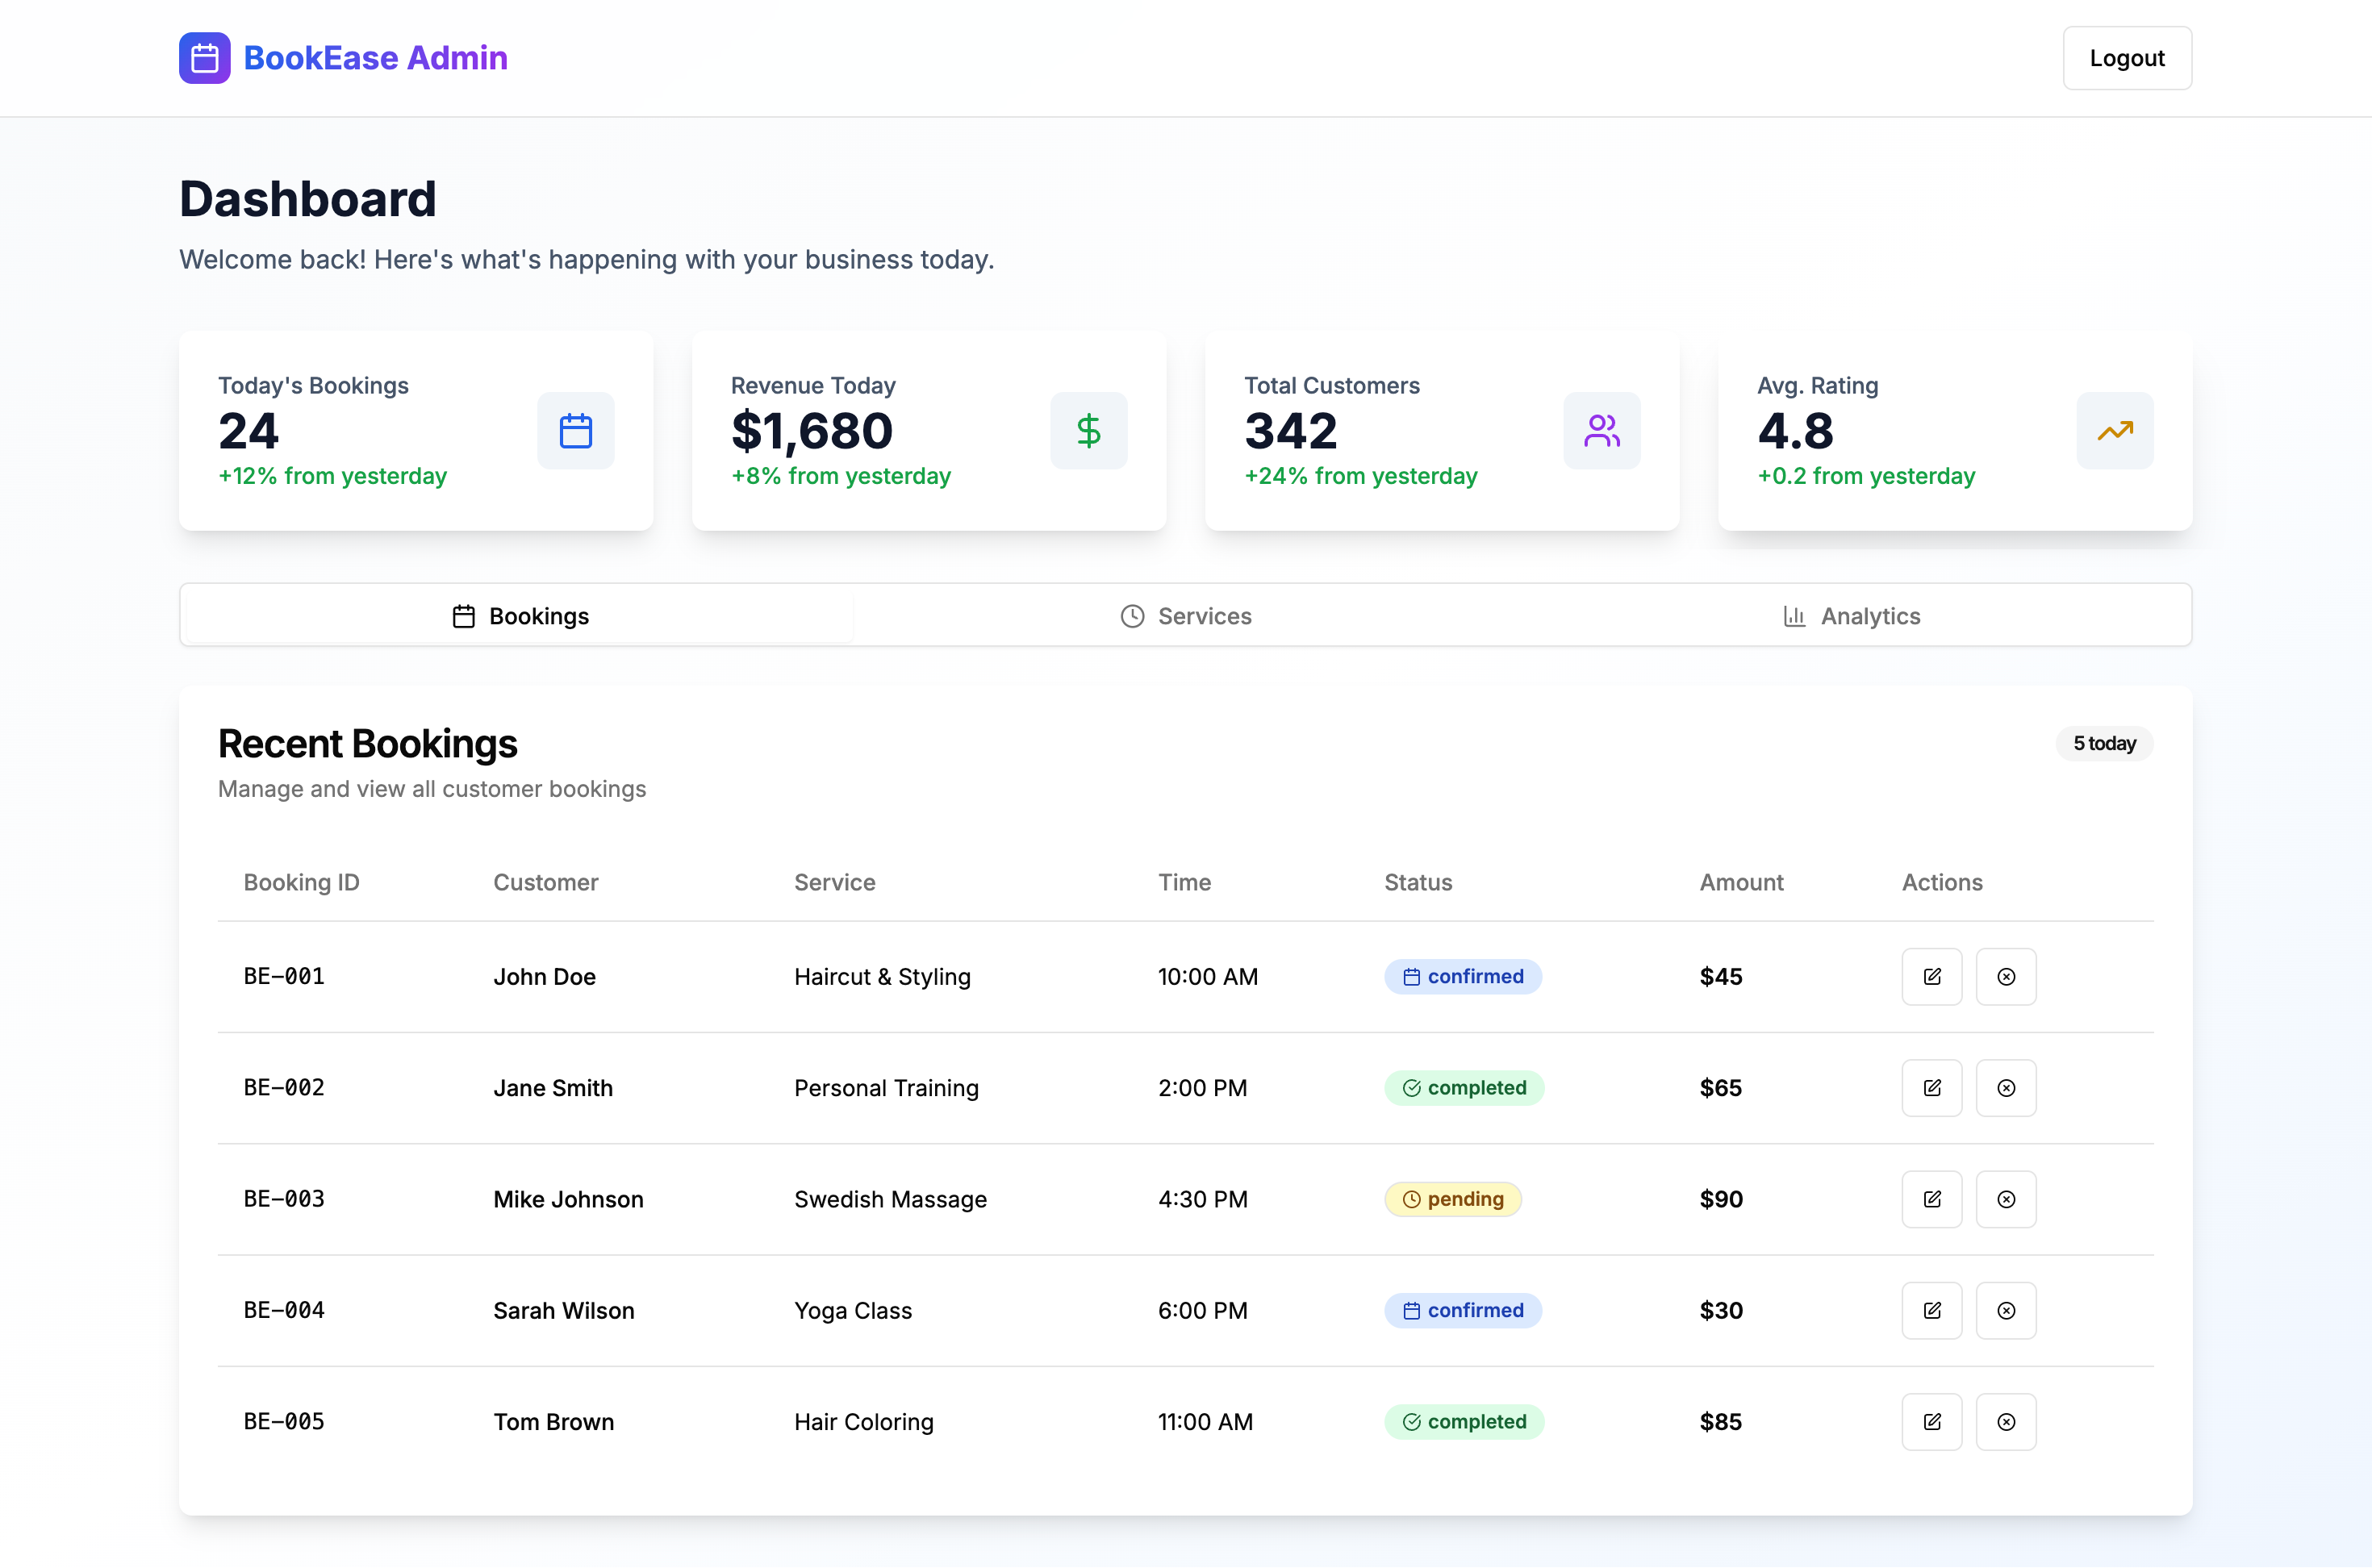 BookEase Admin
Logout
Dashboard
Welcome back! Here's what's happening with your business today.
Today's Bookings
24
+12% from yesterday
Revenue Today
$1,680
+8% from yesterday
Total Customers
342
+24% from yesterday
Avg. Rating
4.8
+0.2 from yesterday
Bookings Services Analytics
Recent Bookings
5 today
Manage and view all customer bookings
Booking ID Customer Service Time Status Amount Actions
BE-001 John Doe Haircut & Styling 10:00 AM confirmed $45
BE-002 Jane Smith Personal Training 2:00 PM completed $65
BE-003 Mike Johnson Swedish Massage 4:30 PM pending $90
BE-004 Sarah Wilson Yoga Class 6:00 PM confirmed $30
BE-005 Tom Brown Hair Coloring 11:00 AM completed $85